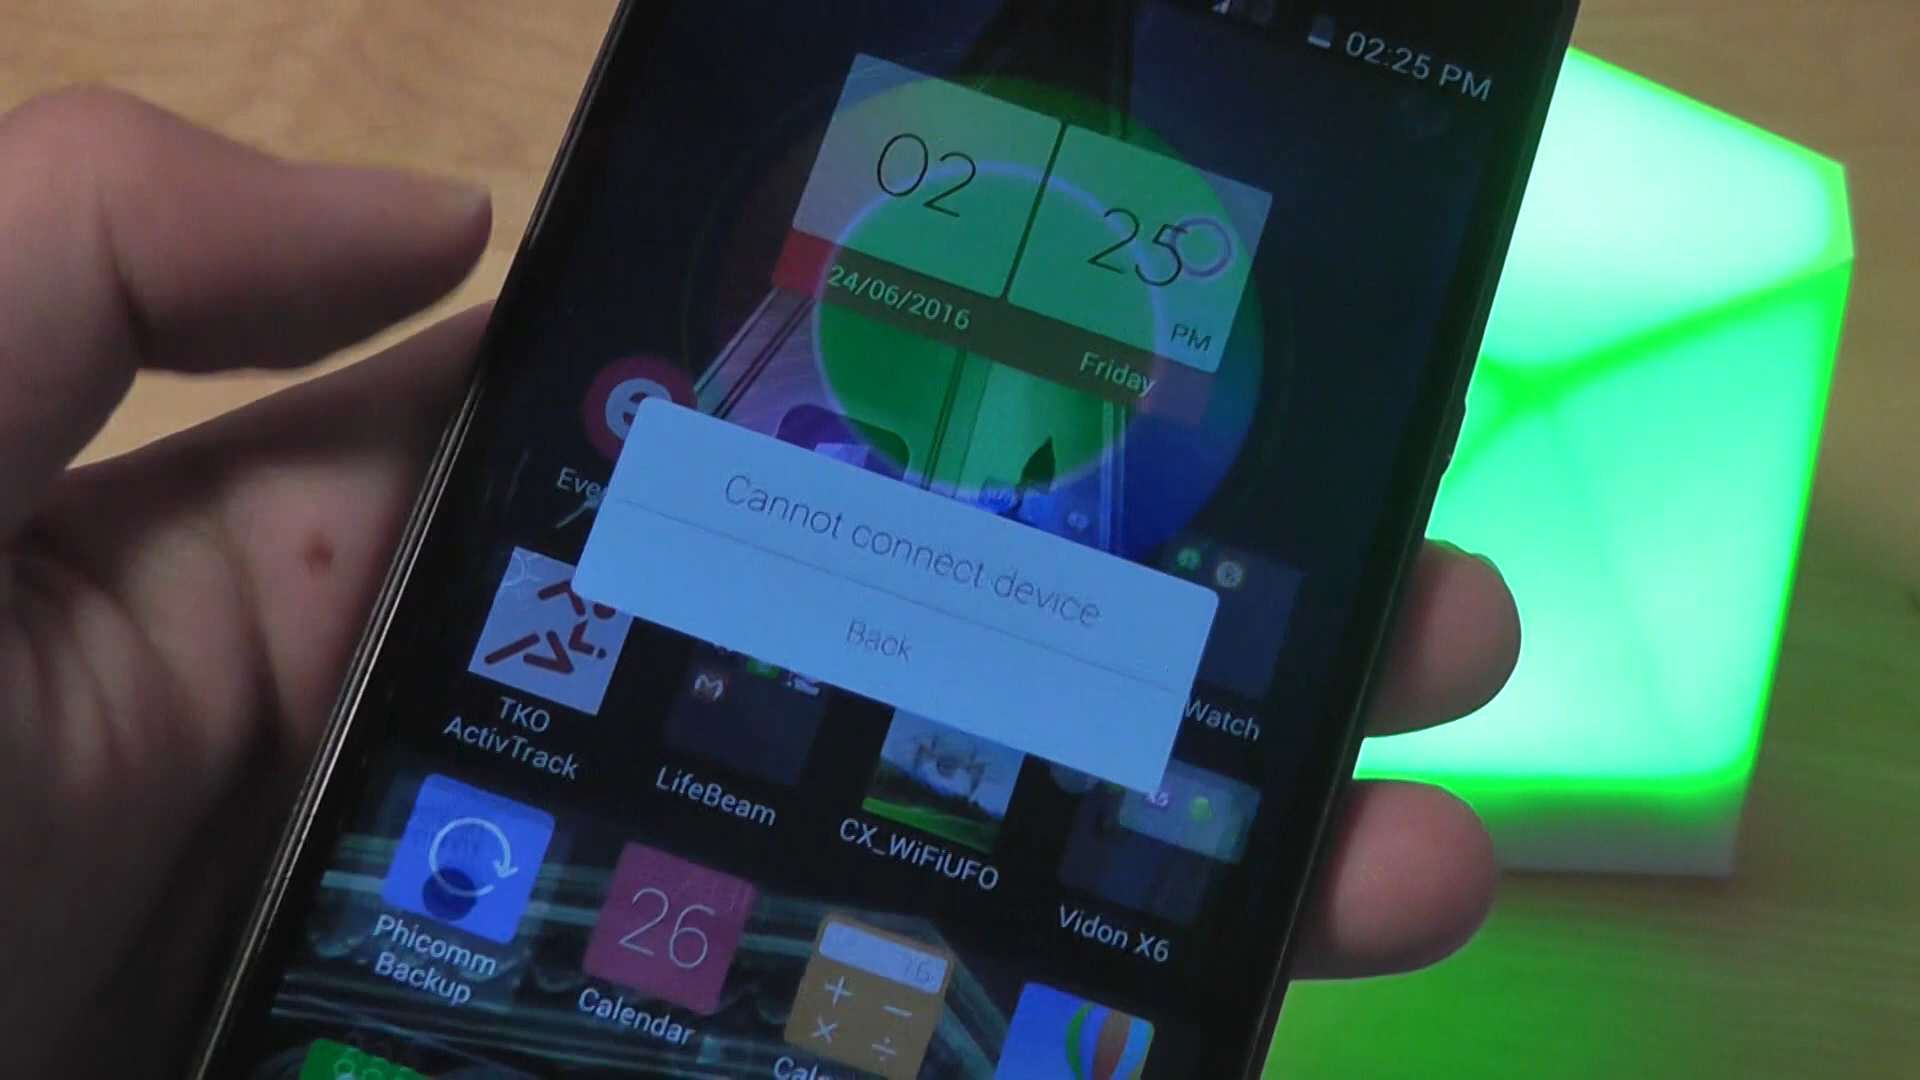 02:25 PM
02
25
PM
24/06/2016
Friday
Eve
Cannot connect device
Back
TKO
ActivTrack
LifeBeam
CX_WiFiUFO
Watch
Vidon X6
Phicomm
Backup
26
Calendar
+ −
× ÷